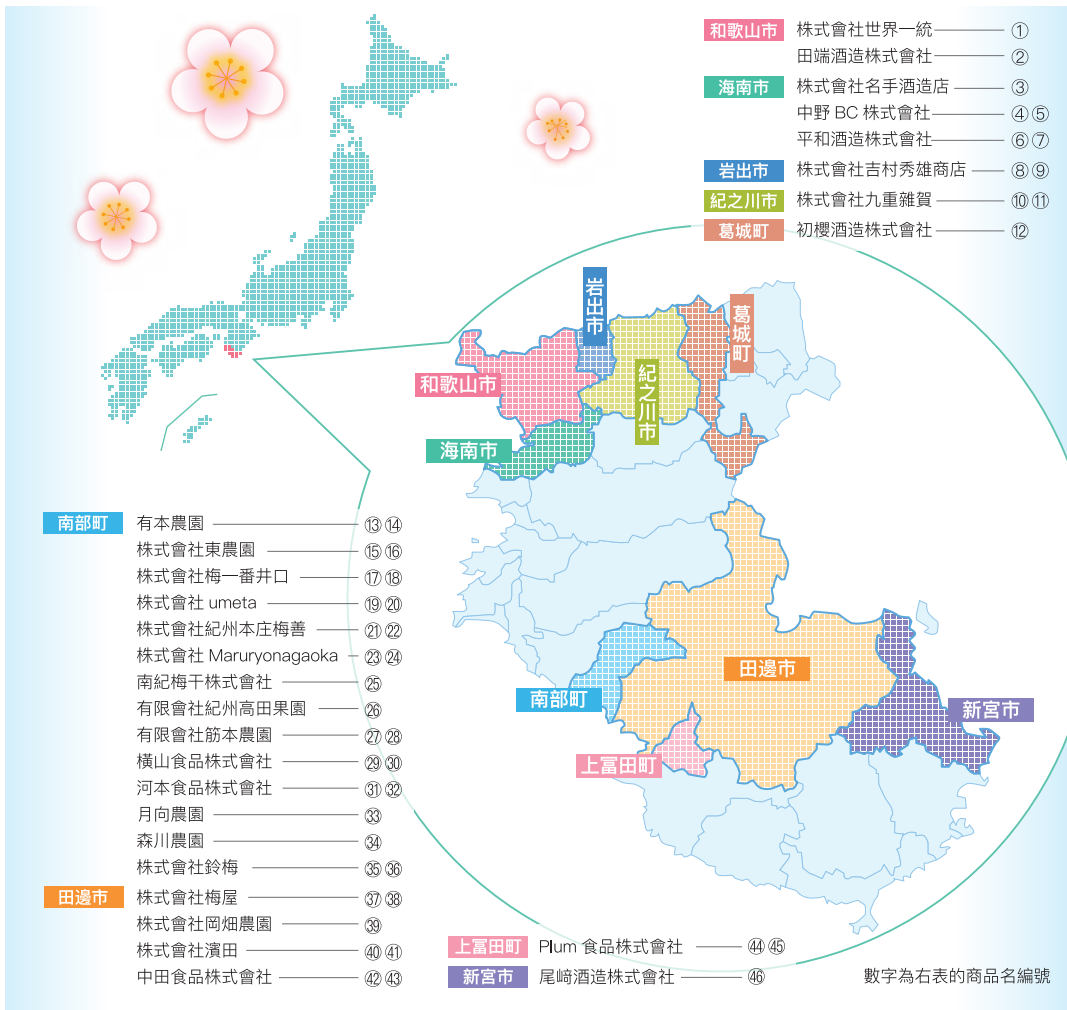 和歌山市 株式會社世界一統 ①
田端酒造株式會社 ②
海南市 株式會社名手酒造店 ③
中野 BC 株式會社 ④⑤
平和酒造株式會社 ⑥⑦
岩出市 株式會社吉村秀雄商店 ⑧⑨
紀之川市 株式會社九重雜賀 ⑩⑪
葛城町 初櫻酒造株式會社 ⑫
岩出市
葛城町
和歌山市
紀之川市
海南市
田邊市
南部町
新宮市
上冨田町
南部町 有本農園 ⑬⑭
株式會社東農園 ⑮⑯
株式會社梅一番井口 ⑰⑱
株式會社 umeta ⑲⑳
株式會社紀州本庄梅善 ㉑㉒
株式會社 Maruryonagaoka ㉓㉔
南紀梅干株式會社 ㉕
有限會社紀州高田果園 ㉖
有限會社筋本農園 ㉗㉘
橫山食品株式會社 ㉙㉚
河本食品株式會社 ㉛㉜
月向農園 ㉝
森川農園 ㉞
株式會社鈴梅 ㉟㊱
田邊市 株式會社梅屋 ㊲㊳
株式會社岡畑農園 ㊴
株式會社濱田 ㊵㊶
中田食品株式會社 ㊷㊸
上冨田町 Plum 食品株式會社 ㊹㊺
新宮市 尾﨑酒造株式會社 ㊻
數字為右表的商品名編號